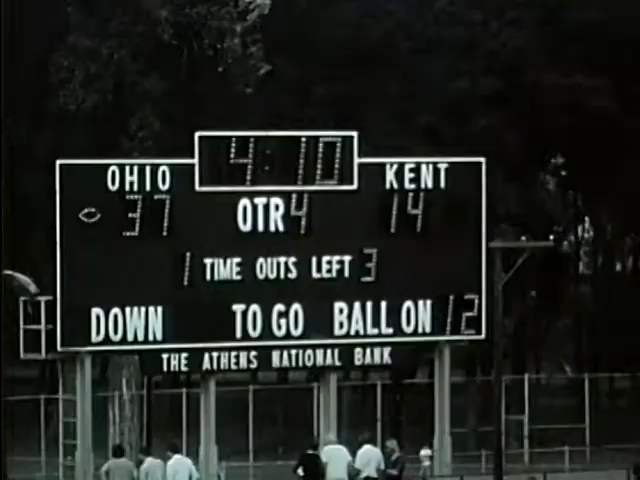 4:10
OHIO KENT
37 QTR 4 14
1 TIME OUTS LEFT 3
DOWN TO GO BALL ON 12
THE ATHENS NATIONAL BANK